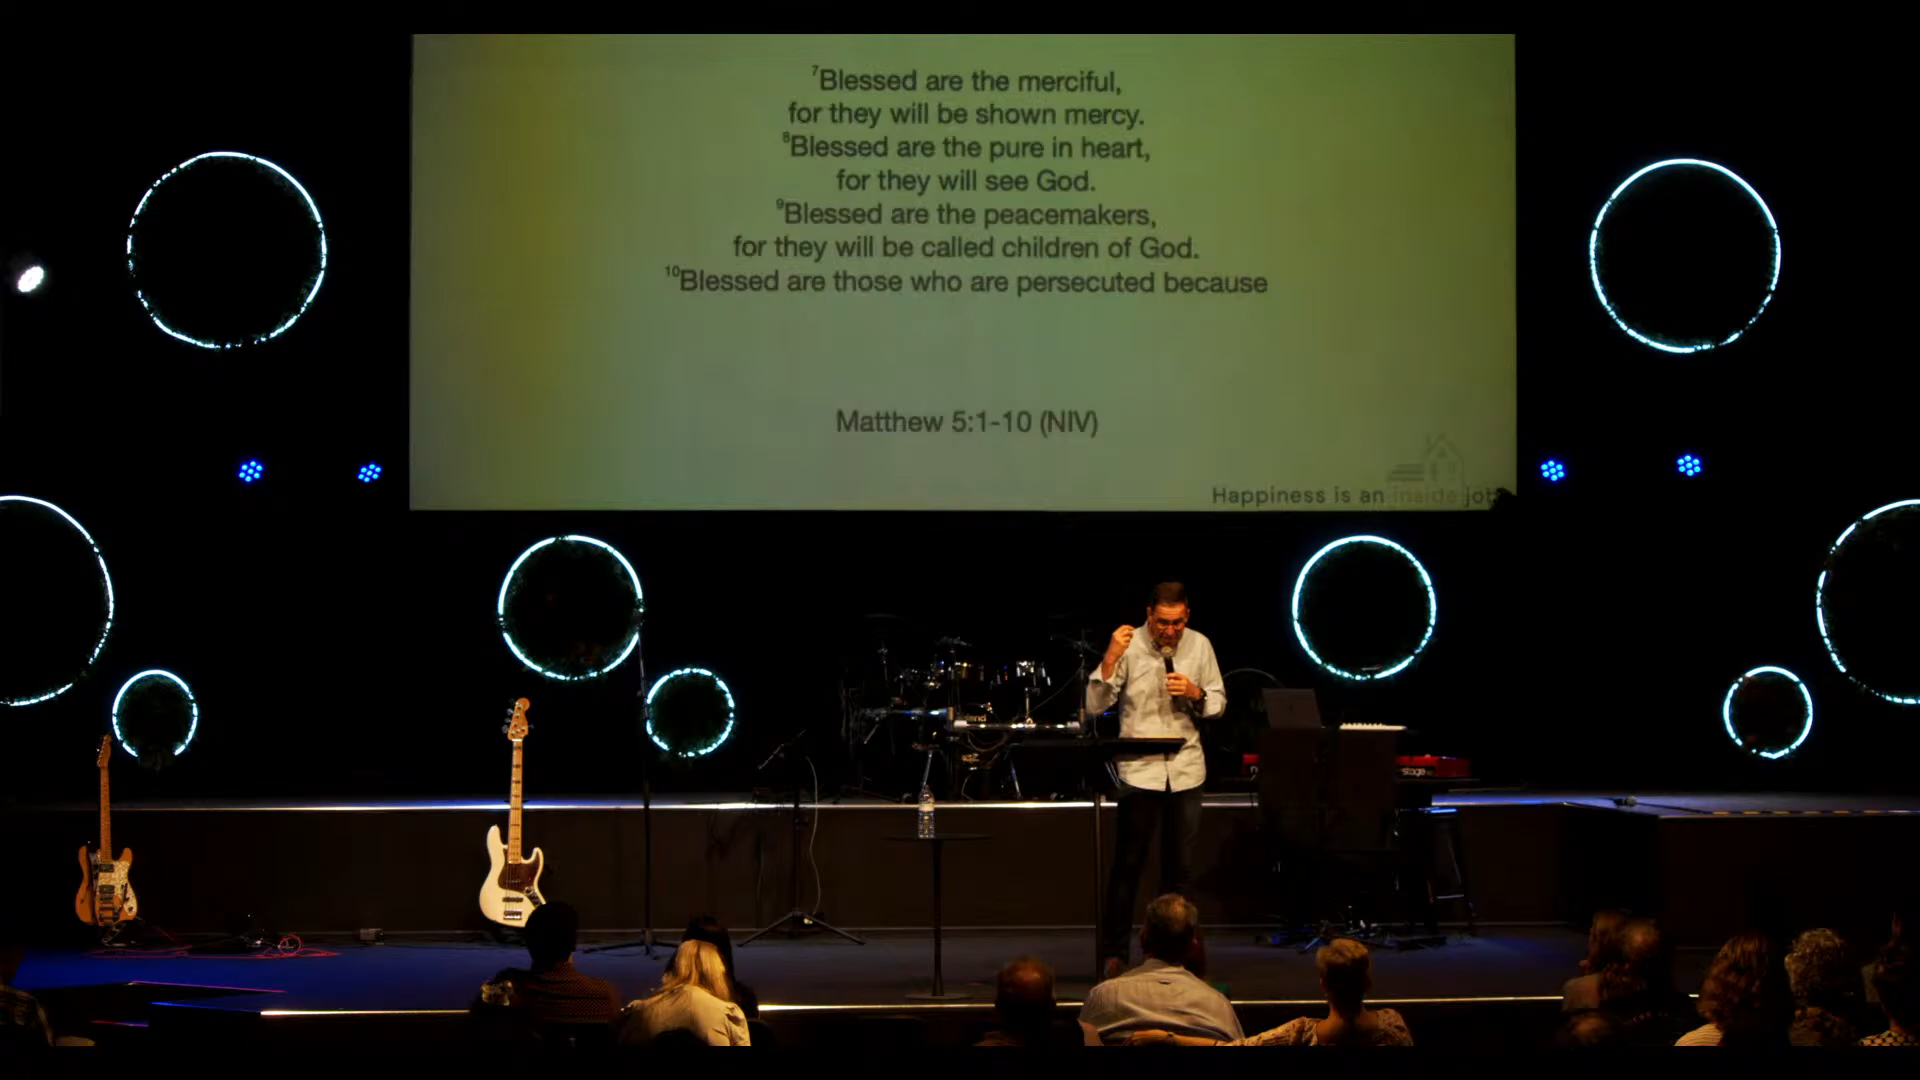 ⁷Blessed are the merciful,
for they will be shown mercy.
⁸Blessed are the pure in heart,
for they will see God.
⁹Blessed are the peacemakers,
for they will be called children of God.
¹⁰Blessed are those who are persecuted because
Matthew 5:1-10 (NIV)
Happiness is an inside job
stage